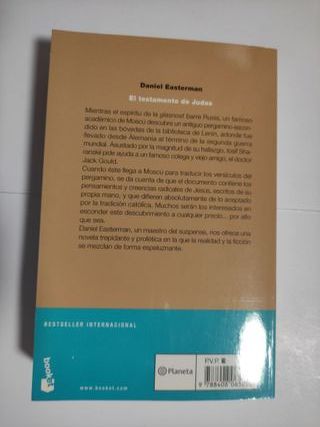 Daniel Easterman
El testamento de Judas
Mientras el espíritu de la glasnost barre Rusia, un famoso
académico de Moscú descubre un antiguo pergamino escon-
dido en las bóvedas de la biblioteca de Lenin, adonde fue
llevado desde Alemania al término de la segunda guerra
mundial. Asustado por la magnitud de su hallazgo, Iosif Sha-
ranskii pide ayuda a un famoso colega y viejo amigo, el doctor
Jack Gould.
Cuando éste llega a Moscú para traducir los versículos del
pergamino, se da cuenta de que el documento contiene los
pensamientos y creencias radicales de Jesús, escritos de su
propia mano, y que difieren absolutamente de lo aceptado
por la tradición católica. Muchos serán los interesados en
esconder este descubrimiento a cualquier precio... por alto
que sea.
Daniel Easterman, un maestro del suspense, nos ofrece una
novela trepidante y profética en la que la realidad y la ficción
se mezclan de forma espeluznante.
BESTSELLER INTERNACIONAL
booket
www.booket.com
Planeta
P.V.P.